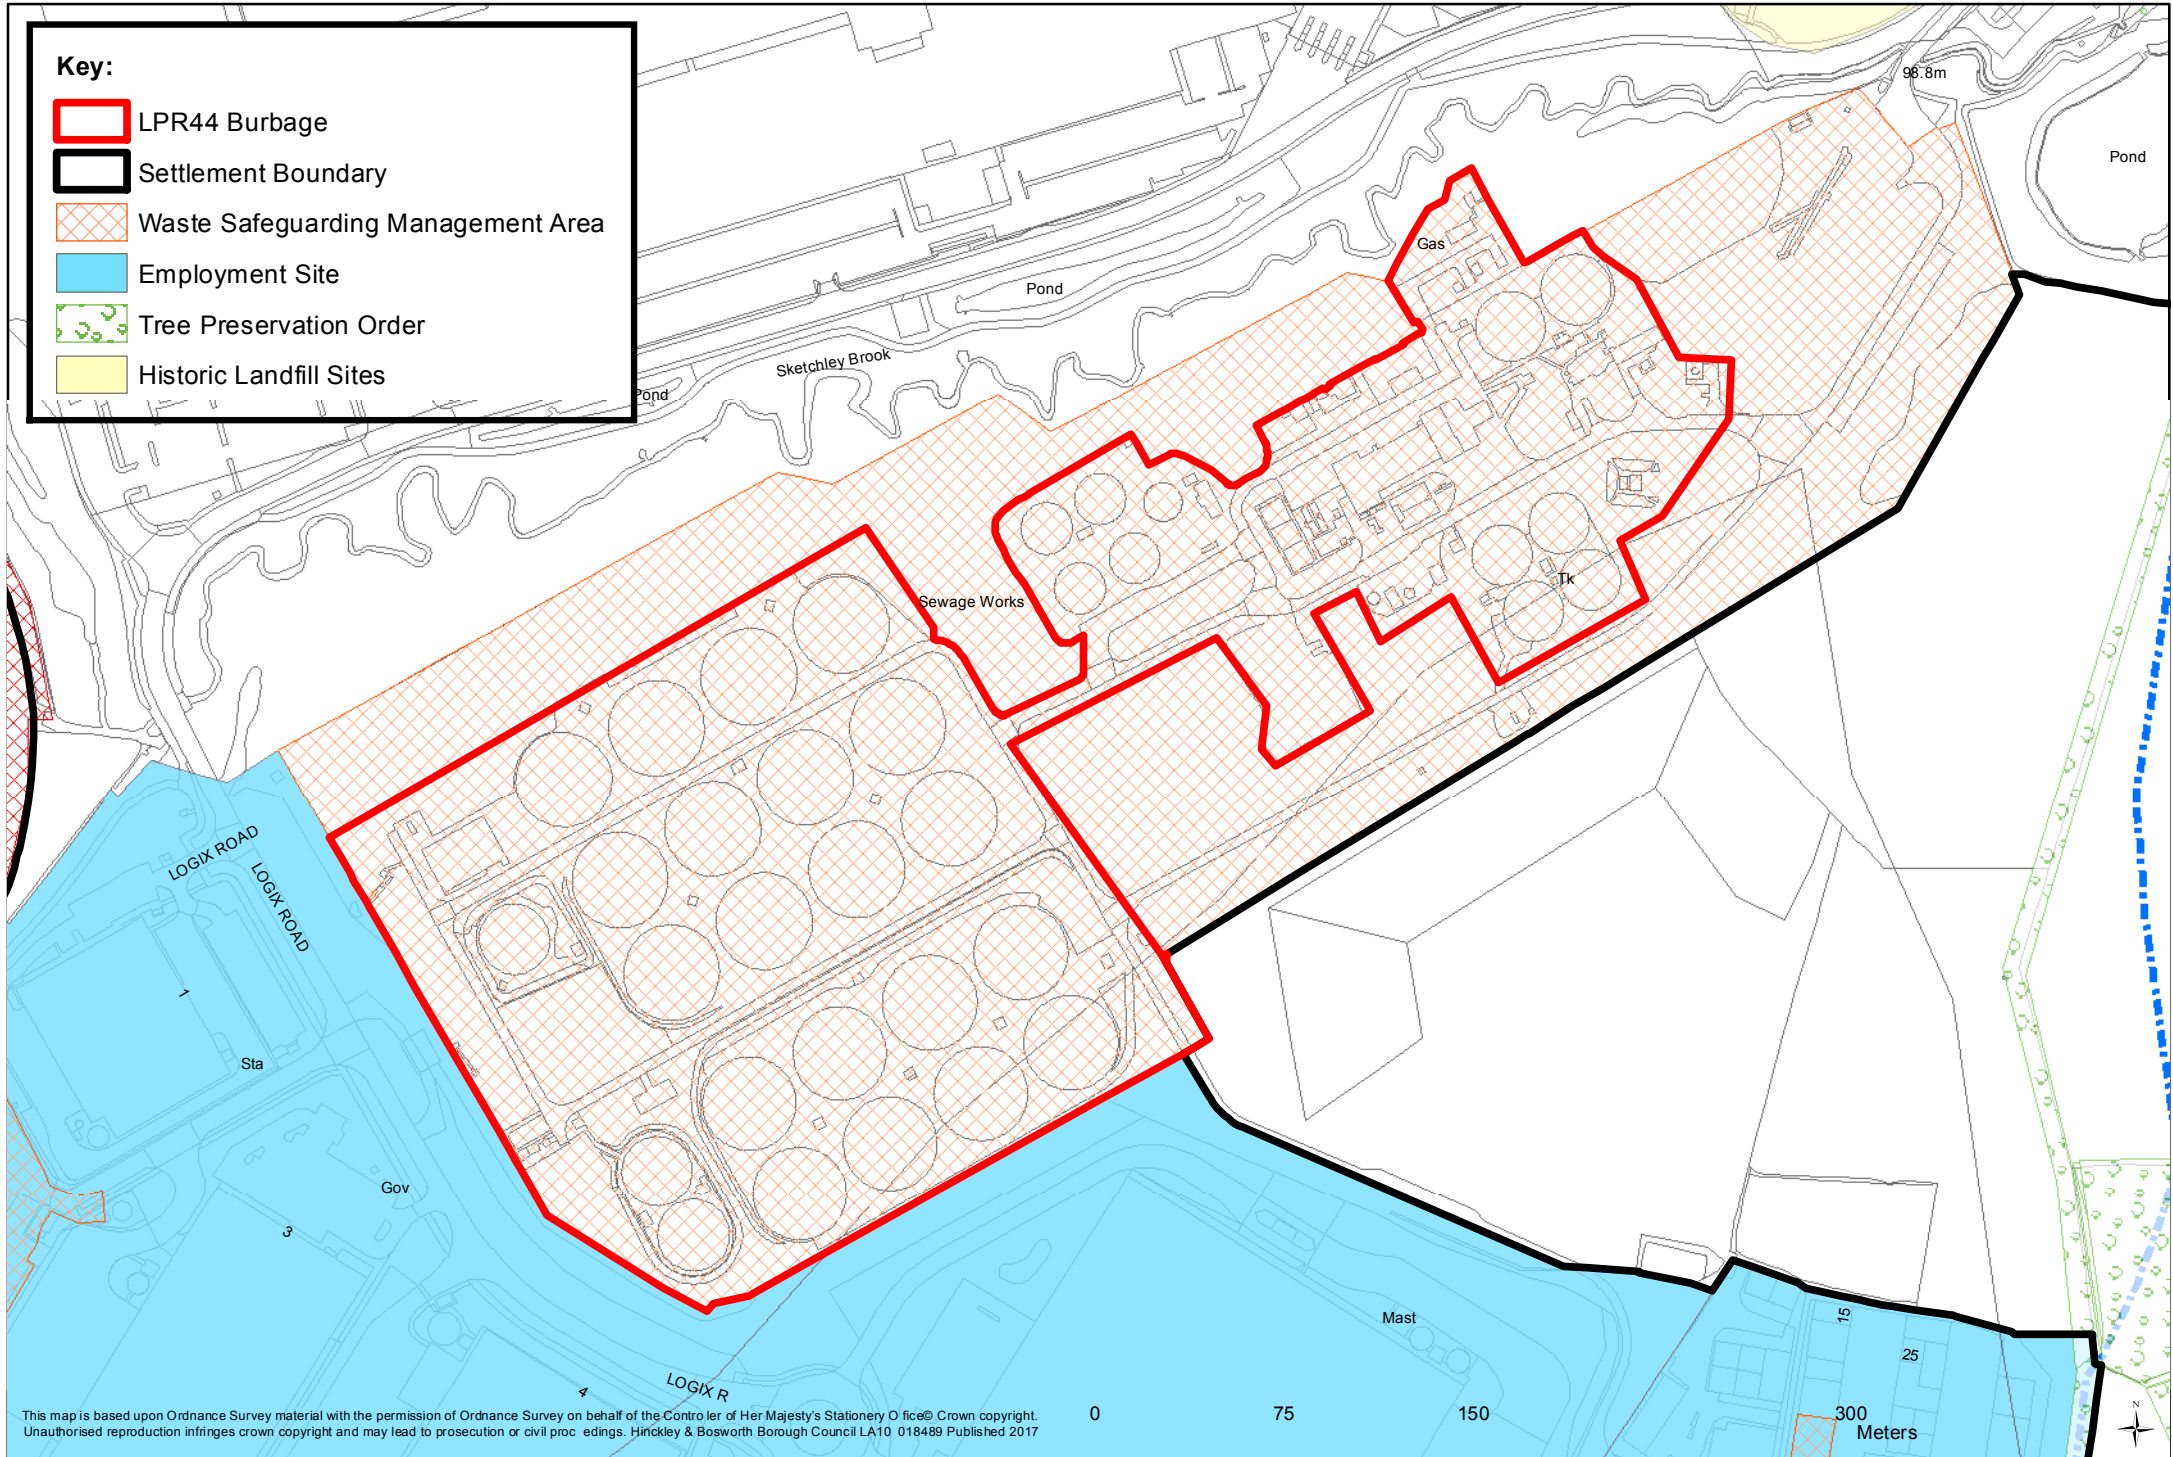 Key:
LPR44 Burbage
Settlement Boundary
Waste Safeguarding Management Area
Employment Site
Tree Preservation Order
Historic Landfill Sites
98.8m
Pond
Gas
Pond
Sketchley Brook
Pond
Tk
Sewage Works
LOGIX ROAD
LOGIX ROAD
1
Sta
Gov
3
4
LOGIX R
Mast
15
25
0 75 150 300
Meters
N
This map is based upon Ordnance Survey material with the permission of Ordnance Survey on behalf of the Contro ler of Her Majesty's Stationery O fice© Crown copyright.
Unauthorised reproduction infringes crown copyright and may lead to prosecution or civil proc edings. Hinckley & Bosworth Borough Council LA10 018489 Published 2017